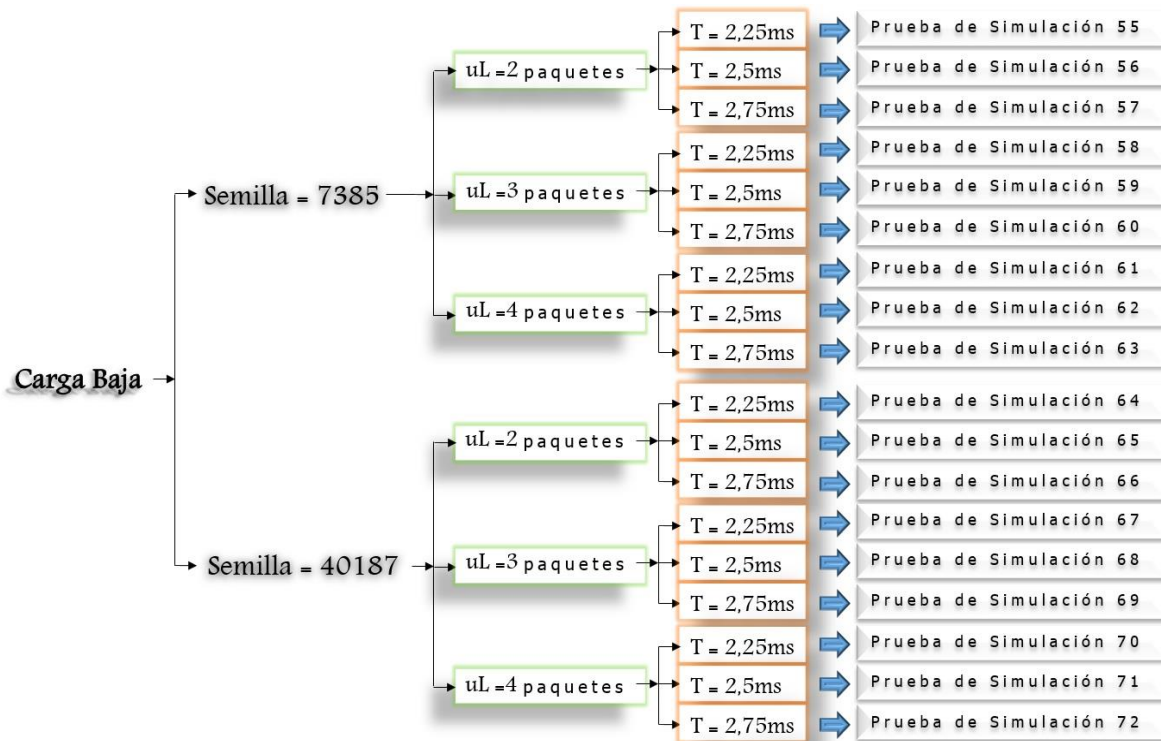 Carga Baja
Semilla = 7385
uL =2 paquetes
T = 2,25ms
Prueba de Simulación 55
T = 2,5ms
Prueba de Simulación 56
T = 2,75ms
Prueba de Simulación 57
uL =3 paquetes
T = 2,25ms
Prueba de Simulación 58
T = 2,5ms
Prueba de Simulación 59
T = 2,75ms
Prueba de Simulación 60
uL =4 paquetes
T = 2,25ms
Prueba de Simulación 61
T = 2,5ms
Prueba de Simulación 62
T = 2,75ms
Prueba de Simulación 63
Semilla = 40187
uL =2 paquetes
T = 2,25ms
Prueba de Simulación 64
T = 2,5ms
Prueba de Simulación 65
T = 2,75ms
Prueba de Simulación 66
uL =3 paquetes
T = 2,25ms
Prueba de Simulación 67
T = 2,5ms
Prueba de Simulación 68
T = 2,75ms
Prueba de Simulación 69
uL =4 paquetes
T = 2,25ms
Prueba de Simulación 70
T = 2,5ms
Prueba de Simulación 71
T = 2,75ms
Prueba de Simulación 72